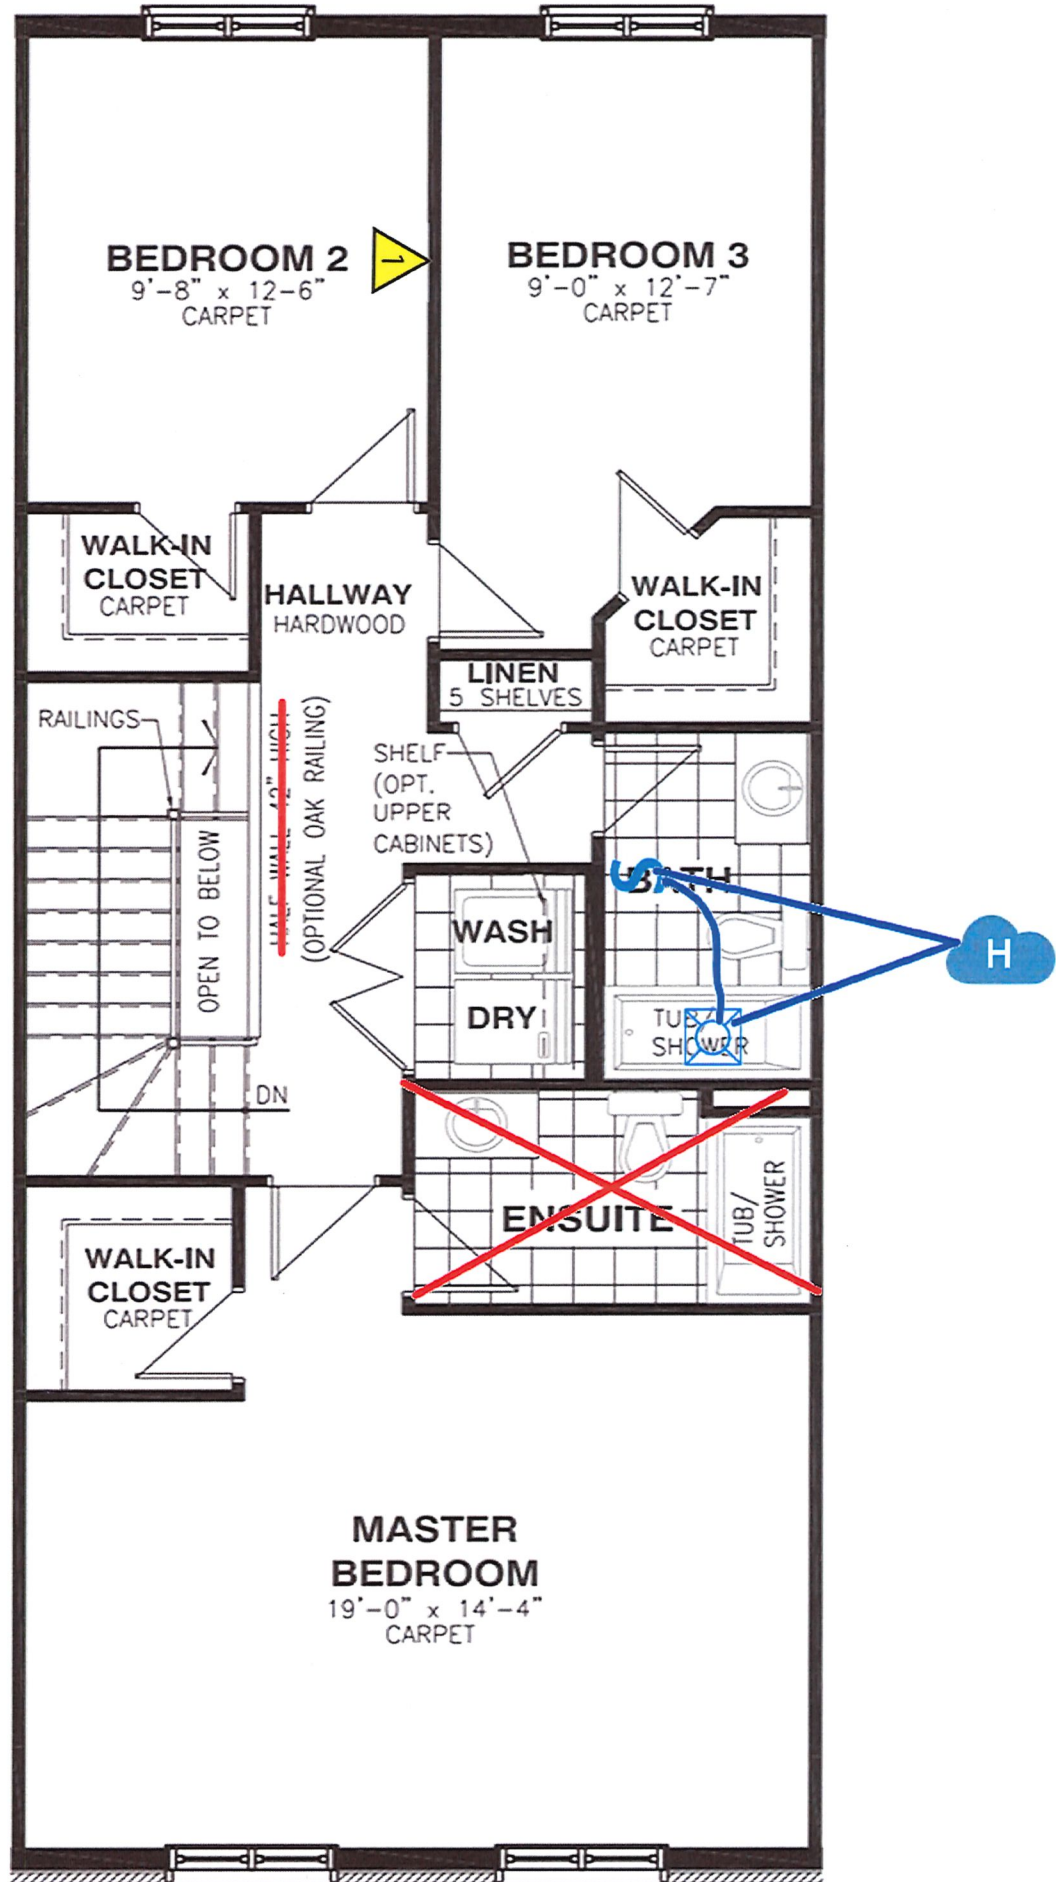 BEDROOM 2
9'-8" x 12-6"
CARPET
1
BEDROOM 3
9'-0" x 12'-7"
CARPET
WALK-IN
CLOSET
CARPET
HALLWAY
HARDWOOD
WALK-IN
CLOSET
CARPET
LINEN
5 SHELVES
RAILINGS
HALF WALL 42" HIGH
(OPTIONAL OAK RAILING)
SHELF
(OPT.
UPPER
CABINETS)
OPEN TO BELOW
BATH
S
H
WASH
DRY
TUB/
SHOWER
DN
ENSUITE
TUB/
SHOWER
WALK-IN
CLOSET
CARPET
MASTER
BEDROOM
19'-0" x 14'-4"
CARPET